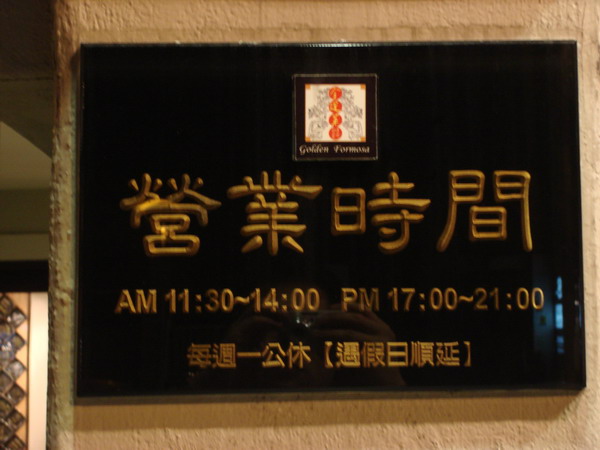 Golden Formosa
營業時間
AM 11:30~14:00 PM 17:00~21:00
每週一公休【遇假日順延】